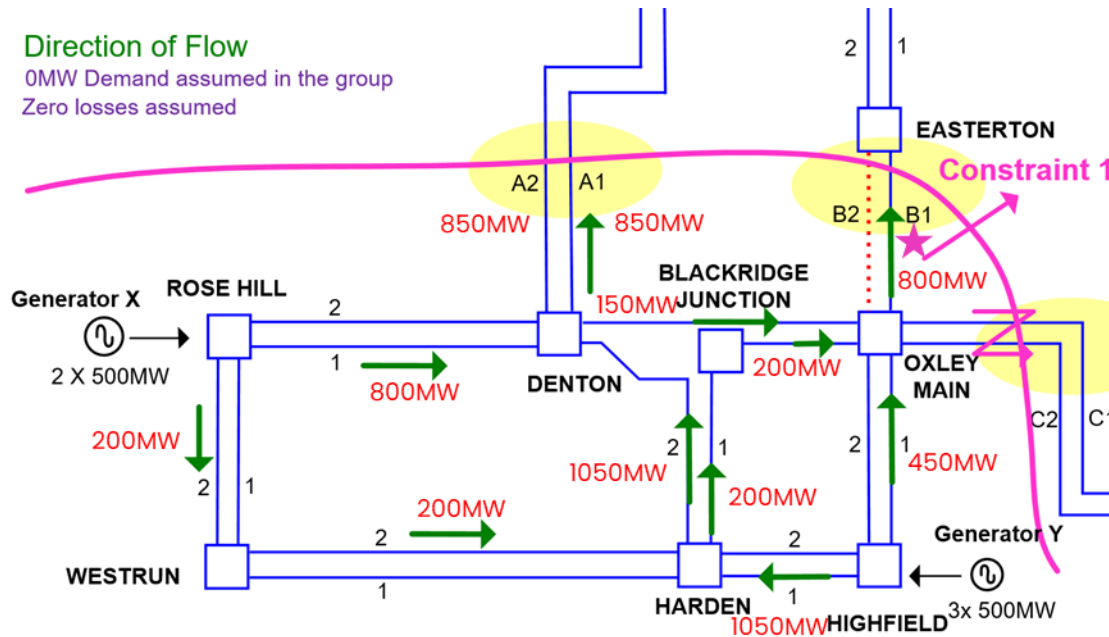 Direction of Flow
0MW Demand assumed in the group
Zero losses assumed
2
1
EASTERTON
Constraint 1
A2
A1
850MW
850MW
B2
B1
800MW
BLACKRIDGE
JUNCTION
150MW
ROSE HILL
Generator X
2 X 500MW
2
1
800MW
DENTON
200MW
OXLEY
MAIN
C2
C1
200MW
2
1
2
1
1050MW
200MW
2
1
450MW
200MW
2
1
WESTRUN
HARDEN
2
1
1050MW
HIGHFIELD
Generator Y
3x 500MW